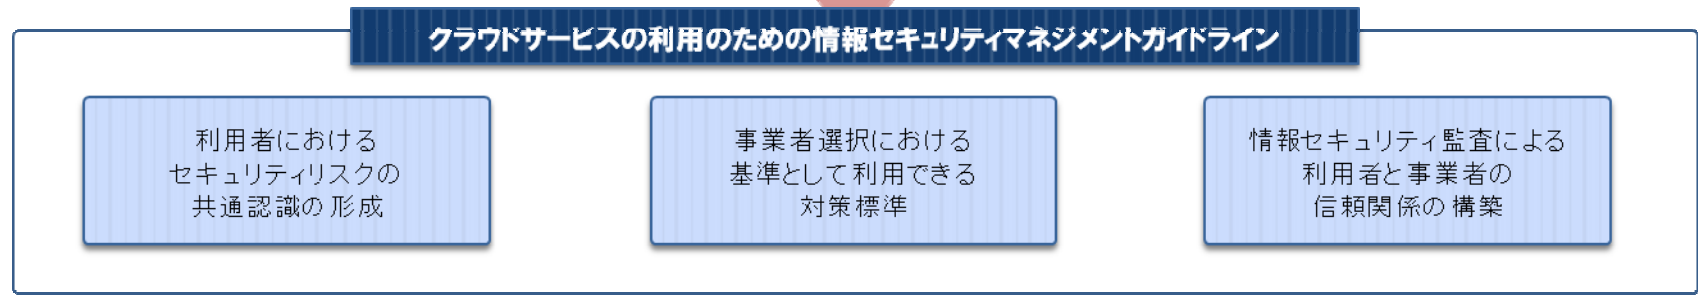 クラウドサービスの利用のための情報セキュリティマネジメントガイドライン
利用者における
セキュリティリスクの
共通認識の形成
事業者選択における
基準として利用できる
対策標準
情報セキュリティ監査による
利用者と事業者の
信頼関係の構築